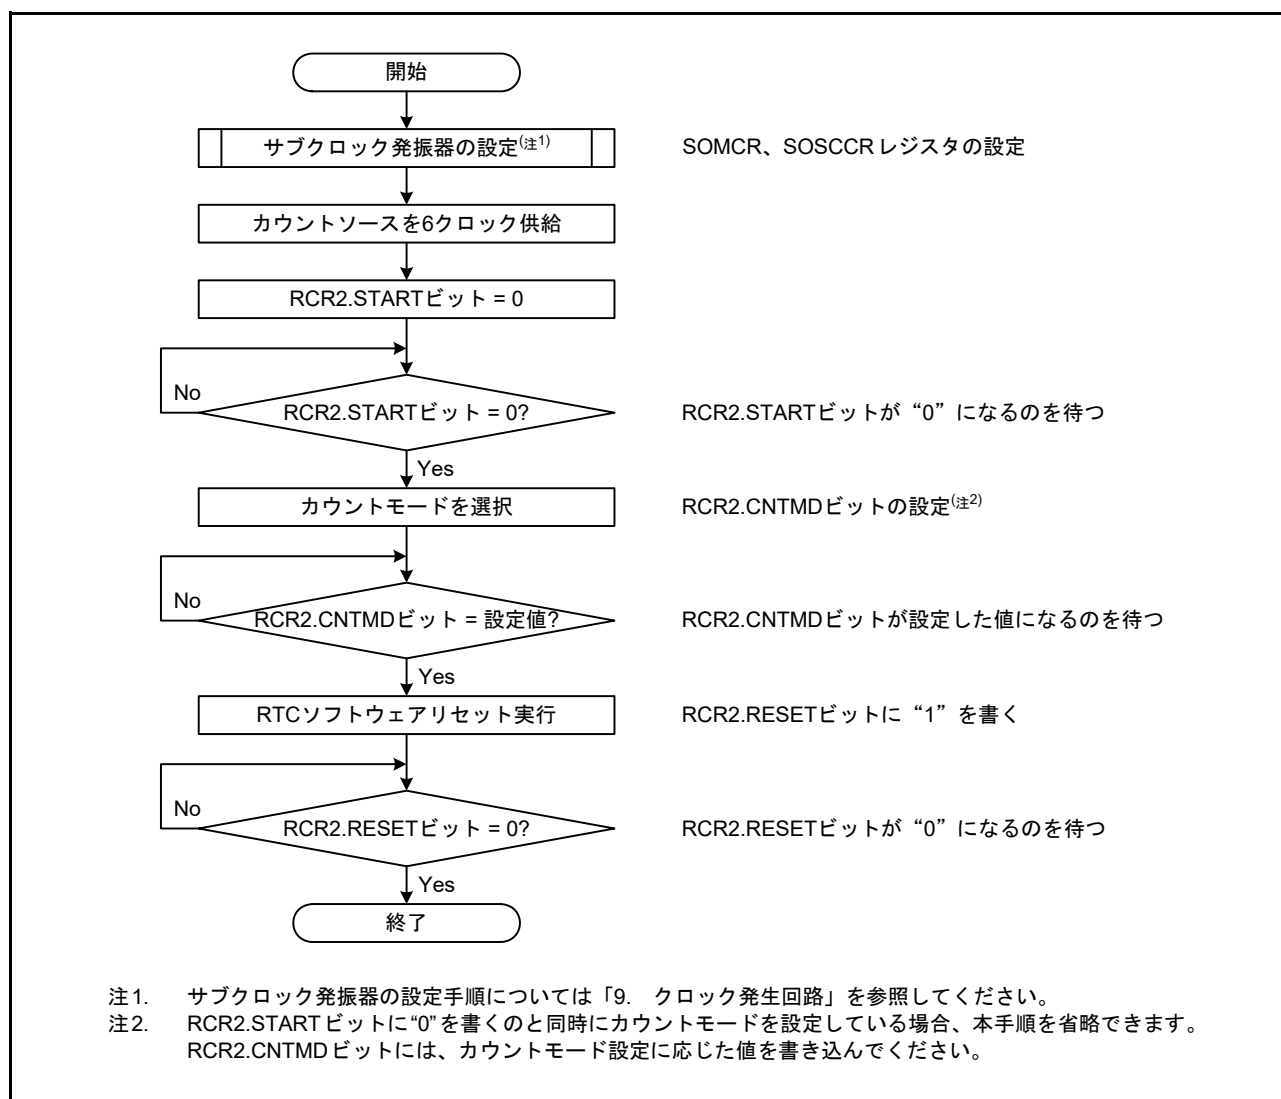 開始
サブクロック発振器の設定(注1)
SOMCR、SOSCCRレジスタの設定
カウントソースを6クロック供給
RCR2.STARTビット = 0
No
RCR2.STARTビット = 0?
RCR2.STARTビットが“0”になるのを待つ
Yes
カウントモードを選択
RCR2.CNTMDビットの設定(注2)
No
RCR2.CNTMDビット = 設定値?
RCR2.CNTMDビットが設定した値になるのを待つ
Yes
RTCソフトウェアリセット実行
RCR2.RESETビットに“1”を書く
No
RCR2.RESETビット = 0?
RCR2.RESETビットが“0”になるのを待つ
Yes
終了
注1. サブクロック発振器の設定手順については「9. クロック発生回路」を参照してください。
注2. RCR2.STARTビットに“0”を書くのと同時にカウントモードを設定している場合、本手順を省略できます。
RCR2.CNTMDビットには、カウントモード設定に応じた値を書き込んでください。